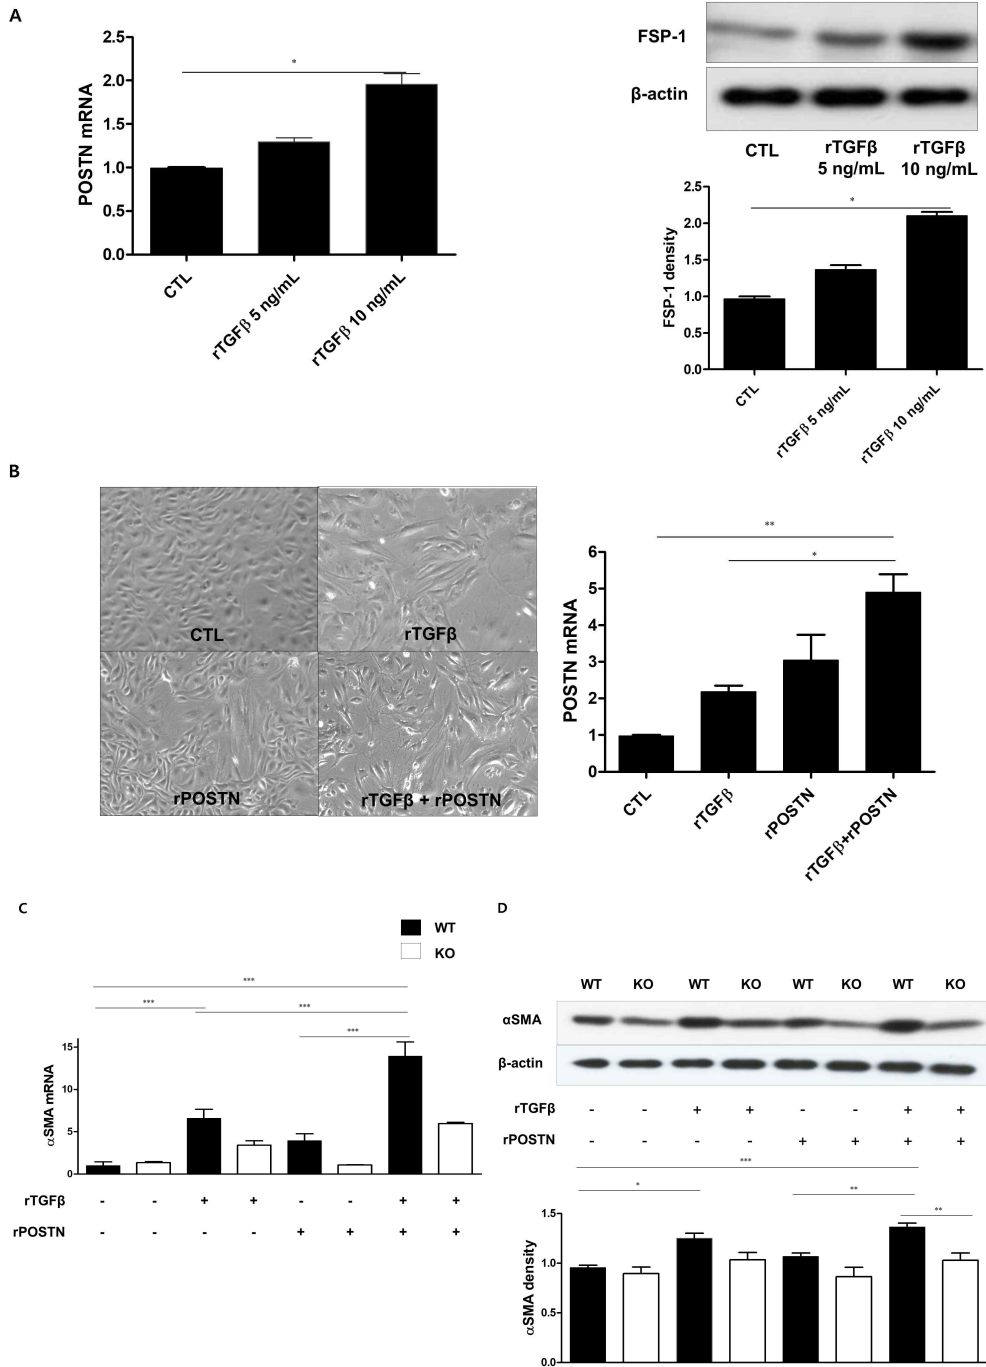 A
POSTN mRNA
2.5
2.0
1.5
1.0
0.5
0.0
*
CTL
rTGFβ 5 ng/mL
rTGFβ 10 ng/mL
FSP-1
β-actin
CTL
rTGFβ
5 ng/mL
rTGFβ
10 ng/mL
FSP-1 density
2.5
2.0
1.5
1.0
0.5
0.0
*
CTL
rTGFβ 5 ng/mL
rTGFβ 10 ng/mL
B
CTL
rTGFβ
rPOSTN
rTGFβ + rPOSTN
POSTN mRNA
6
5
4
3
2
1
0
**
*
CTL
rTGFβ
rPOSTN
rTGFβ+rPOSTN
C
WT
KO
***
***
***
***
αSMA mRNA
15
10
5
0
rTGFβ - - + + - - + +
rPOSTN - - - - + + + +
D
WT KO WT KO WT KO WT KO
αSMA
β-actin
rTGFβ - - + + - - + +
rPOSTN - - - - + + + +
***
*
**
**
αSMA density
1.5
1.0
0.5
0.0